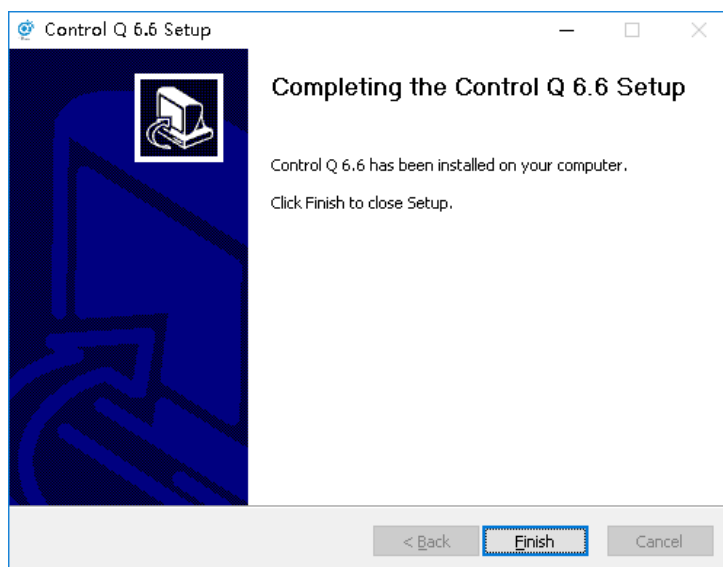 Control Q 6.6 Setup
Completing the Control Q 6.6 Setup
Control Q 6.6 has been installed on your computer.
Click Finish to close Setup.
< Back
Finish
Cancel